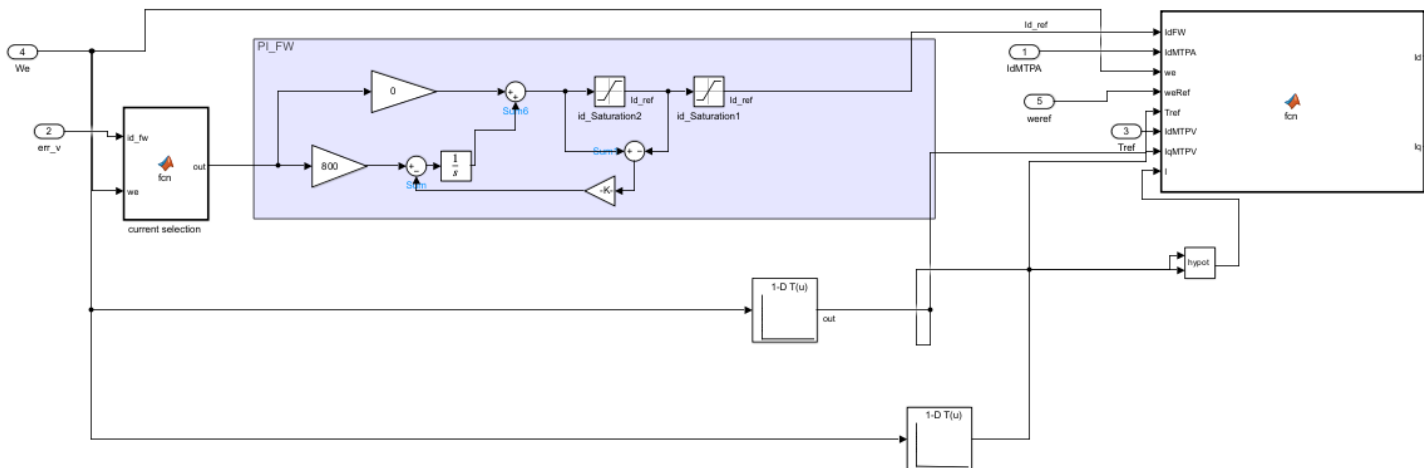 Id_ref
4
We
PI_FW
IdFW
1
IdMTPA
IdMTPA
we
0
Id_ref
Id_ref
weRef
5
weref
Sum6
id_Saturation2
id_Saturation1
Tref
fcn
2
err_v
id_fw
3
Tref
IdMTPV
IqMTPV
fcn
out
800
Sum
1
s
-K-
I
Id
Iq
we
current selection
hypot
1-D T(u)
out
1-D T(u)